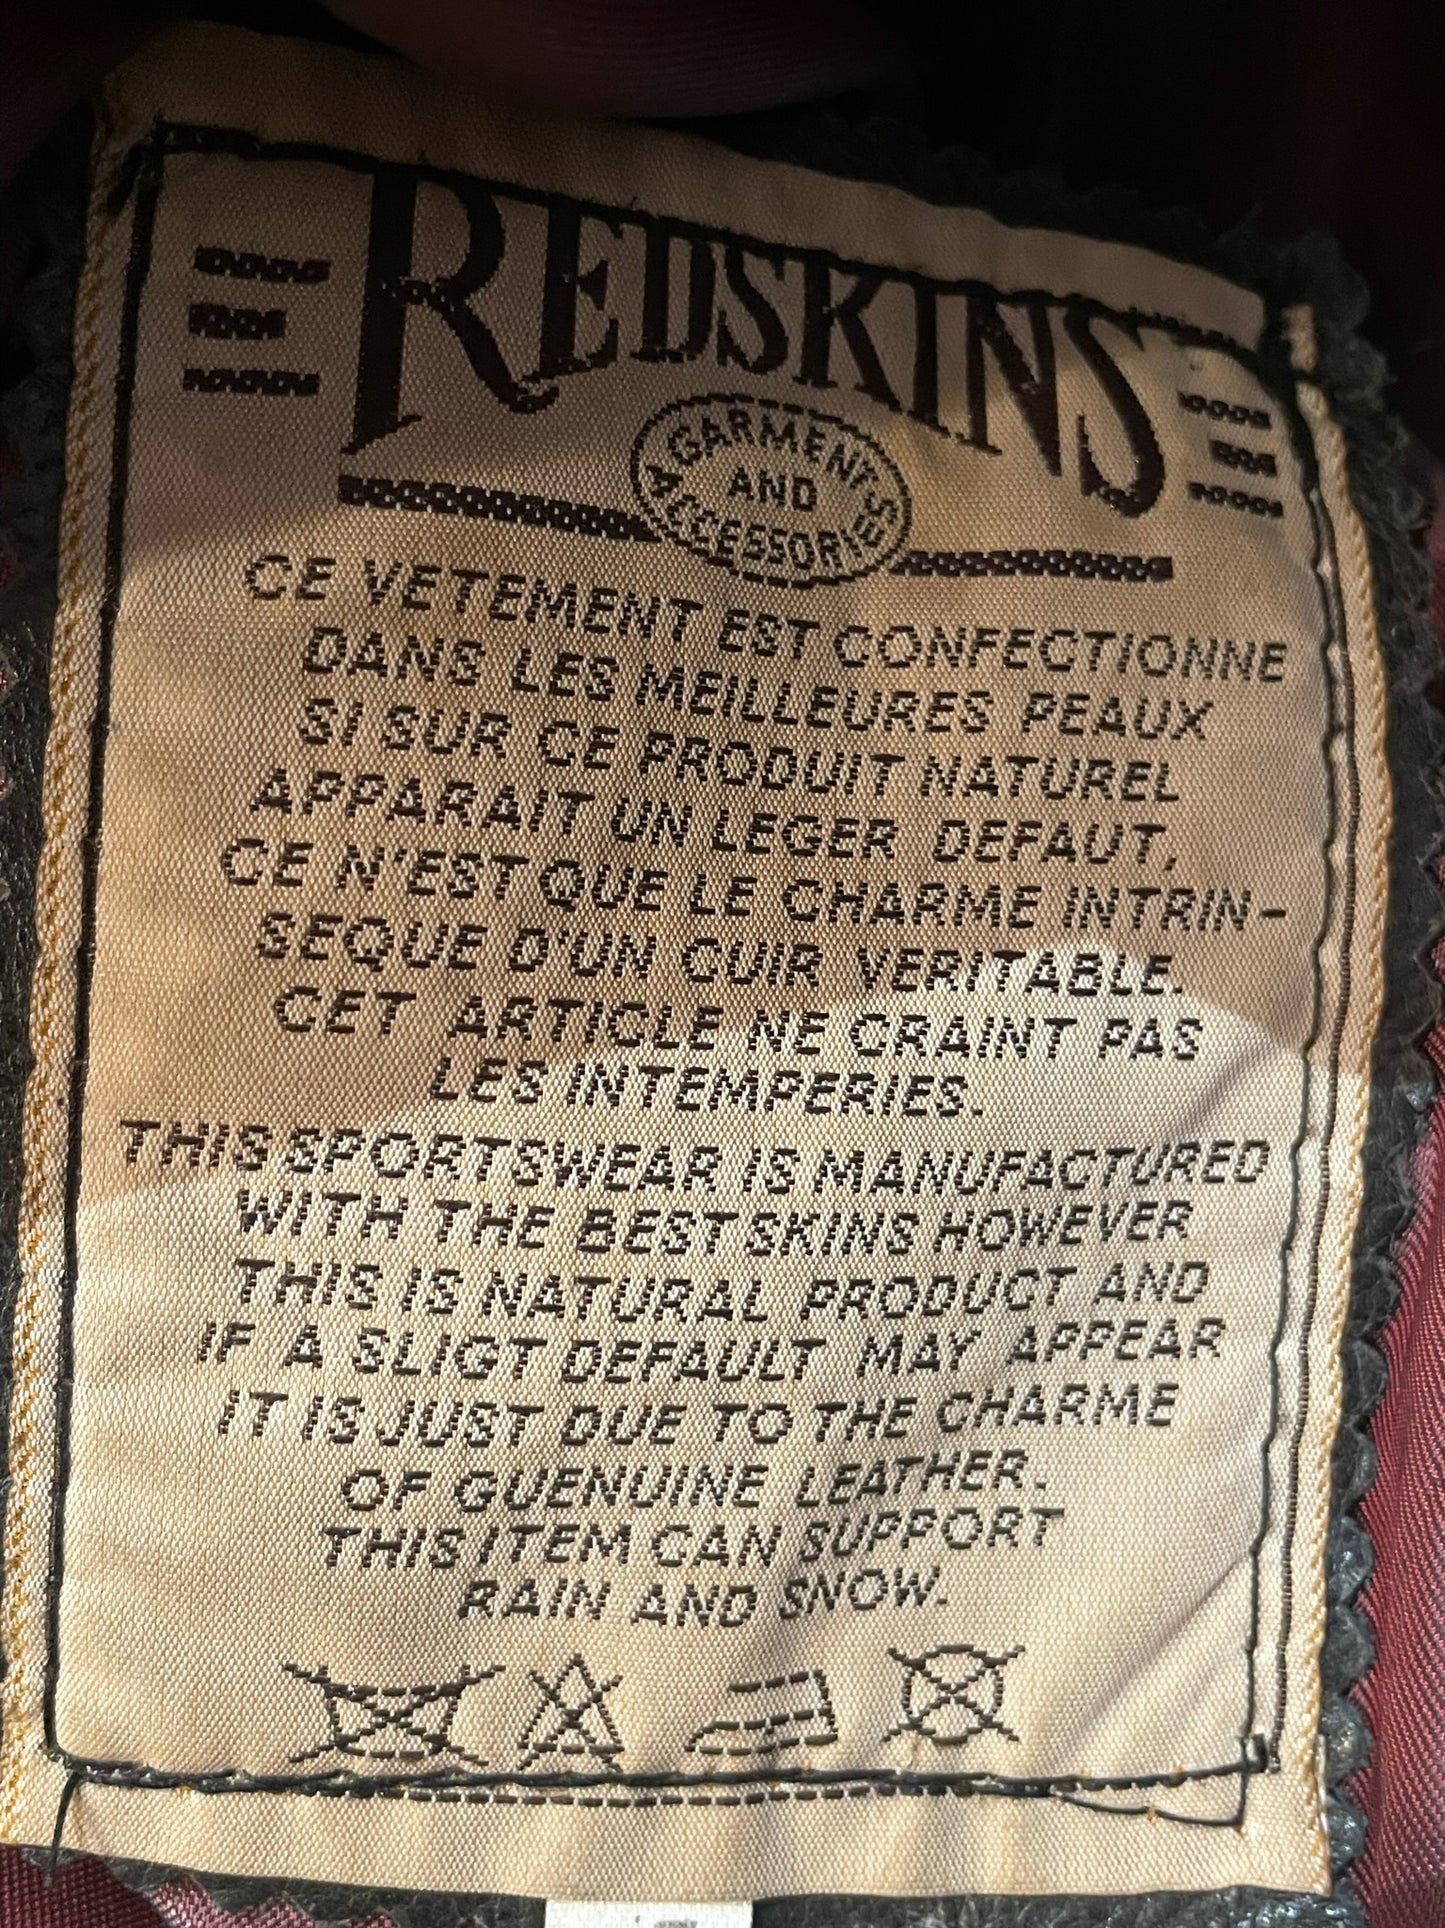 REDSKINS
GARMENTS
AND
ACCESSORIES
CE VETEMENT EST CONFECTIONNE
DANS LES MEILLEURES PEAUX
SI SUR CE PRODUIT NATUREL
APPARAIT UN LEGER DEFAUT,
CE N'EST QUE LE CHARME INTRIN-
SEQUE D'UN CUIR VERITABLE.
CET ARTICLE NE CRAINT PAS
LES INTEMPERIES.
THIS SPORTSWEAR IS MANUFACTURED
WITH THE BEST SKINS HOWEVER
THIS IS NATURAL PRODUCT AND
IF A SLIGT DEFAULT MAY APPEAR
IT IS JUST DUE TO THE CHARME
OF GUENUINE LEATHER.
THIS ITEM CAN SUPPORT
RAIN AND SNOW.